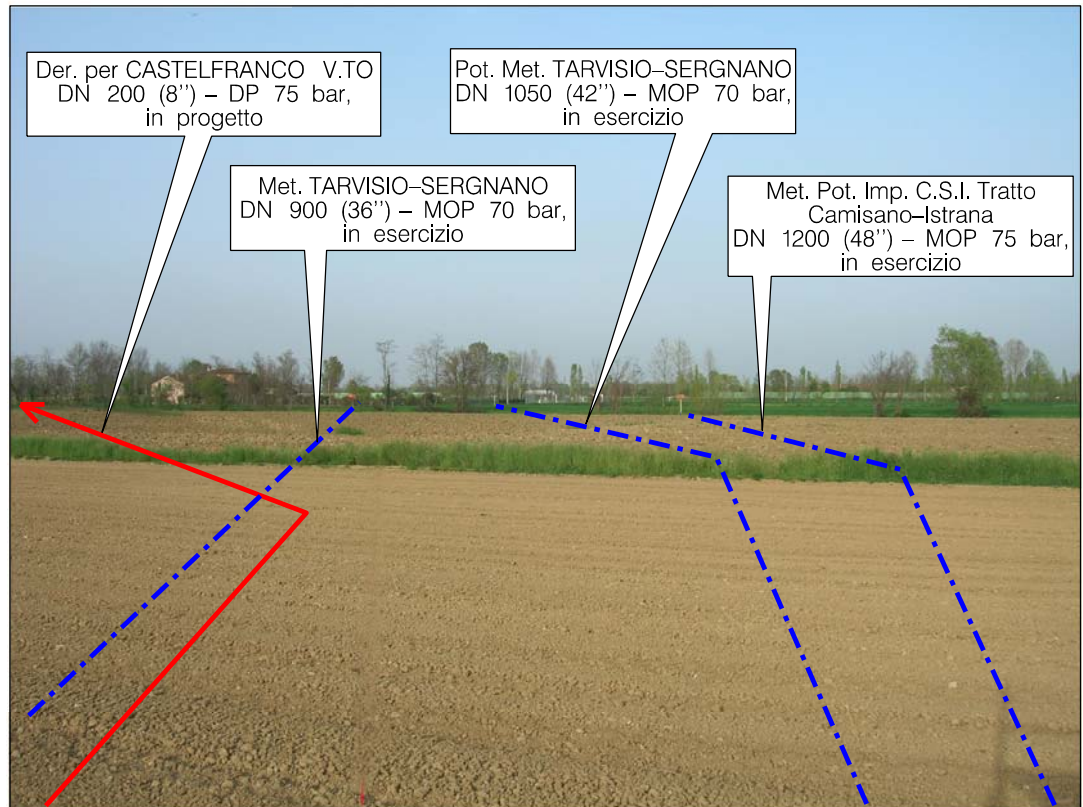 Der. per CASTELFRANCO V.TO
DN 200 (8'') – DP 75 bar,
in progetto
Met. TARVISIO–SERGNANO
DN 900 (36'') – MOP 70 bar,
in esercizio
Pot. Met. TARVISIO–SERGNANO
DN 1050 (42'') – MOP 70 bar,
in esercizio
Met. Pot. Imp. C.S.I. Tratto
Camisano–Istrana
DN 1200 (48'') – MOP 75 bar,
in esercizio